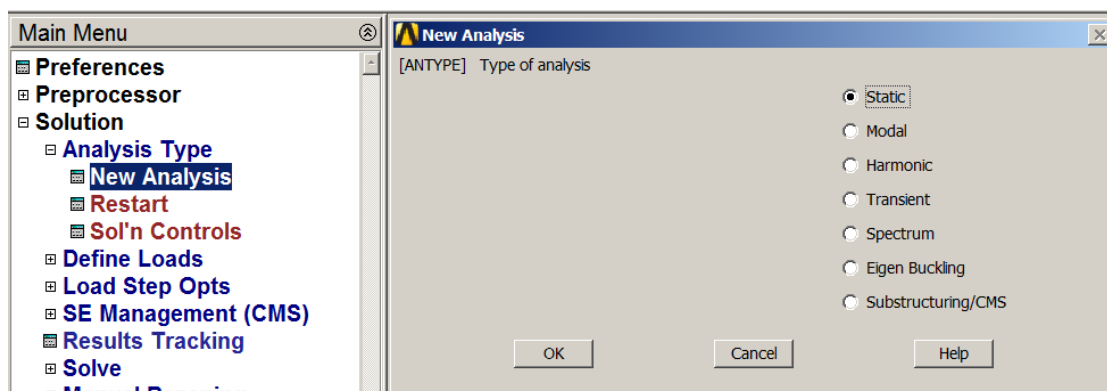 Main Menu
Preferences
Preprocessor
Solution
Analysis Type
New Analysis
Restart
Sol'n Controls
Define Loads
Load Step Opts
SE Management (CMS)
Results Tracking
Solve
New Analysis
[ANTYPE] Type of analysis
Static
Modal
Harmonic
Transient
Spectrum
Eigen Buckling
Substructuring/CMS
OK Cancel Help